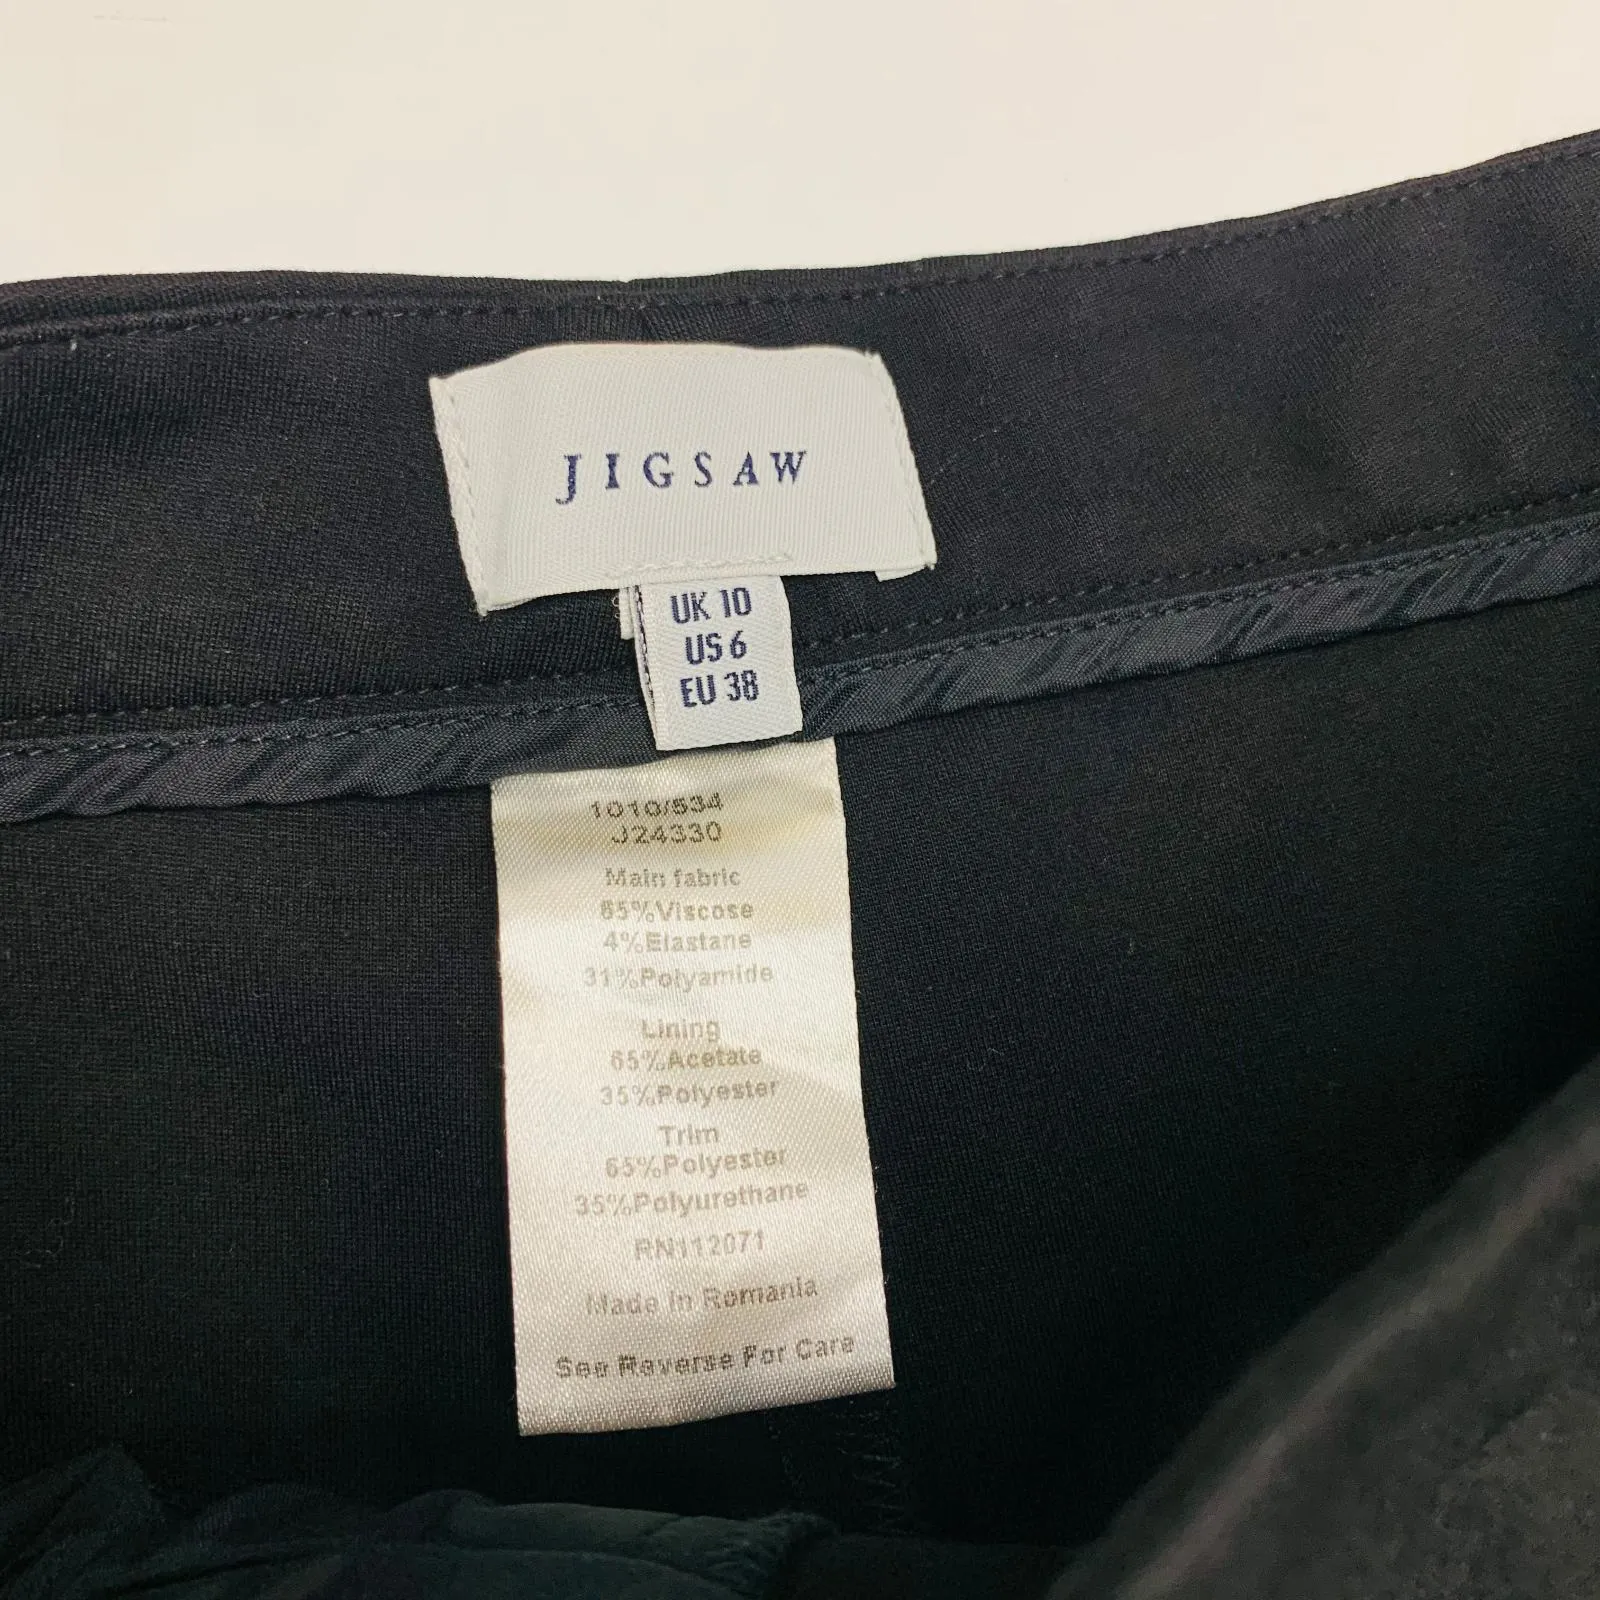 JIGSAW
UK 10
US 6
EU 38
1010/534
J24330
Main fabric
65%Viscose
4%Elastane
31%Polyamide
Lining
65%Acetate
35%Polyester
Trim
65%Polyester
35%Polyurethane
RN112071
Made in Romania
See Reverse For Care